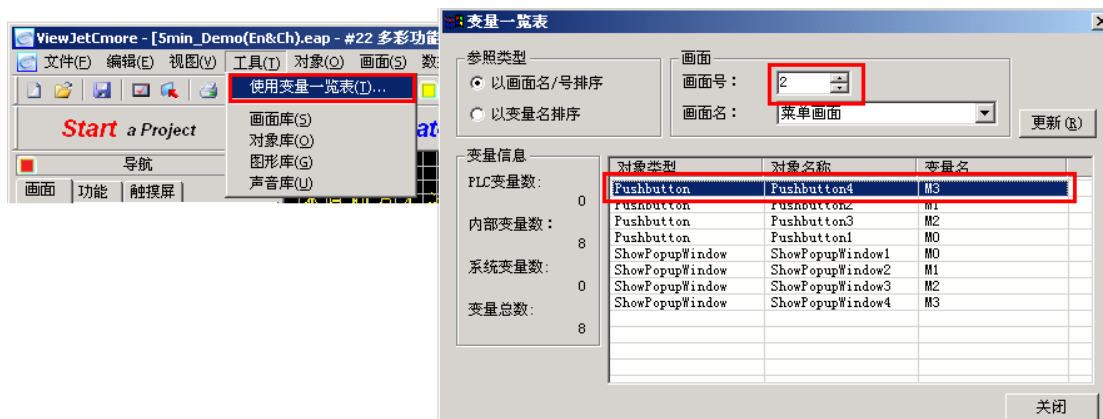 ViewJetCmore - [5min_Demo(En&Ch).eap - #22 多彩功能
文件(F) 编辑(E) 视图(V) 工具(T) 对象(O) 画面(S) 数
使用变量一览表(T)...
画面库(S)
对象库(O)
图形库(G)
声音库(U)
Start a Project
导航
画面 功能 触摸屏
变量一览表
参照类型
以画面名/号排序
以变量名排序
画面
画面号： 2
画面名： 菜单画面
更新(R)
变量信息
PLC变量数:
0
内部变量数：
8
系统变量数:
0
变量总数:
8
对象类型 对象名称 变量名
Pushbutton Pushbutton4 M3
Pushbutton Pushbutton2 M1
Pushbutton Pushbutton3 M2
Pushbutton Pushbutton1 M0
ShowPopupWindow ShowPopupWindow1 M0
ShowPopupWindow ShowPopupWindow2 M1
ShowPopupWindow ShowPopupWindow3 M2
ShowPopupWindow ShowPopupWindow4 M3
关闭